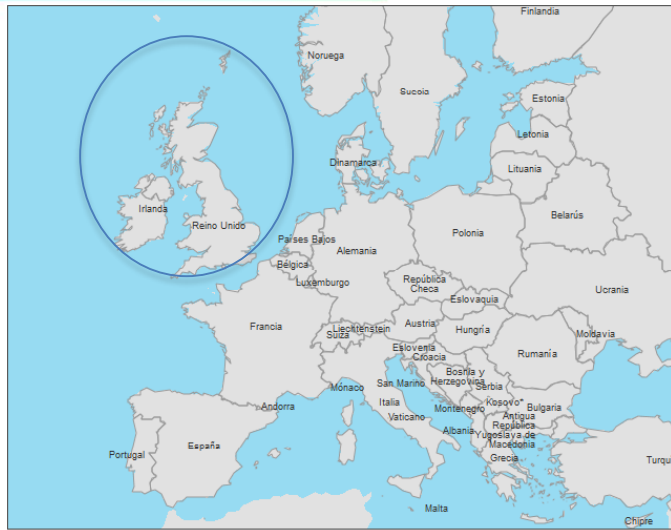 Finlandia
Noruega
Suecia
Estonia
Letonia
Dinamarca
Lituania
Irlanda
Belarús
Reino Unido
Países Bajos
Polonia
Alemania
Bélgica
República
Checa
Luxemburgo
Ucrania
Eslovaquia
Austria
Francia
Liechtenstein
Suiza
Hungría
Moldavia
Eslovenia
Rumanía
Croacia
Bosnia y
Herzegovina
San Marino
Mónaco
Serbia
Italia
Kosovo*
Andorra
Montenegro
Bulgaria
Vaticano
Antigua
República
Yugoslava de
Macedonia
Albania
España
Portugal
Grecia
Turqu
Malta
Chipre